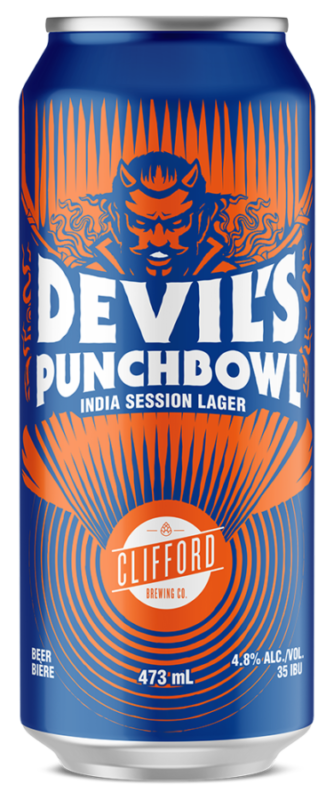 DEVIL'S
PUNCHBOWL
INDIA SESSION LAGER
CLIFFORD
BREWING CO.
BEER
BIÈRE
473 mL
4.8% ALC./VOL.
35 IBU